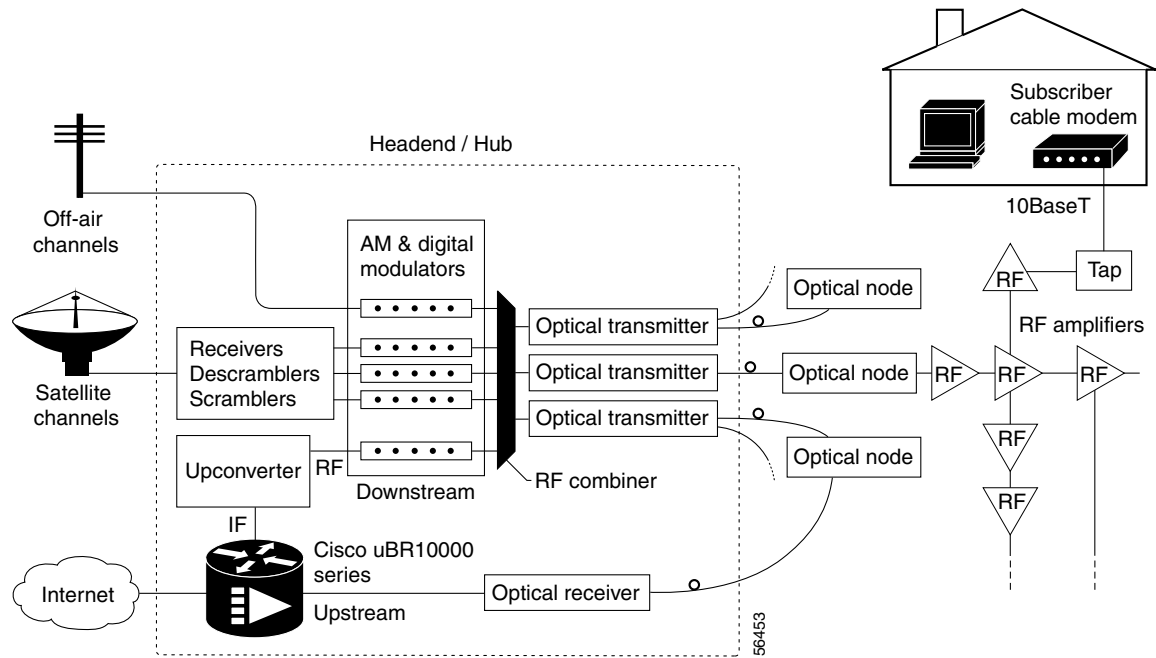 Headend / Hub
Off-air
channels
Satellite
channels
Receivers
Descramblers
Scramblers
Upconverter
RF
IF
AM & digital
modulators
Downstream
RF combiner
Optical transmitter
Optical transmitter
Optical transmitter
Optical node
Optical node
Optical node
Internet
Cisco uBR10000
series
Upstream
Optical receiver
56453
Subscriber
cable modem
10BaseT
Tap
RF
RF amplifiers
RF
RF
RF
RF
RF